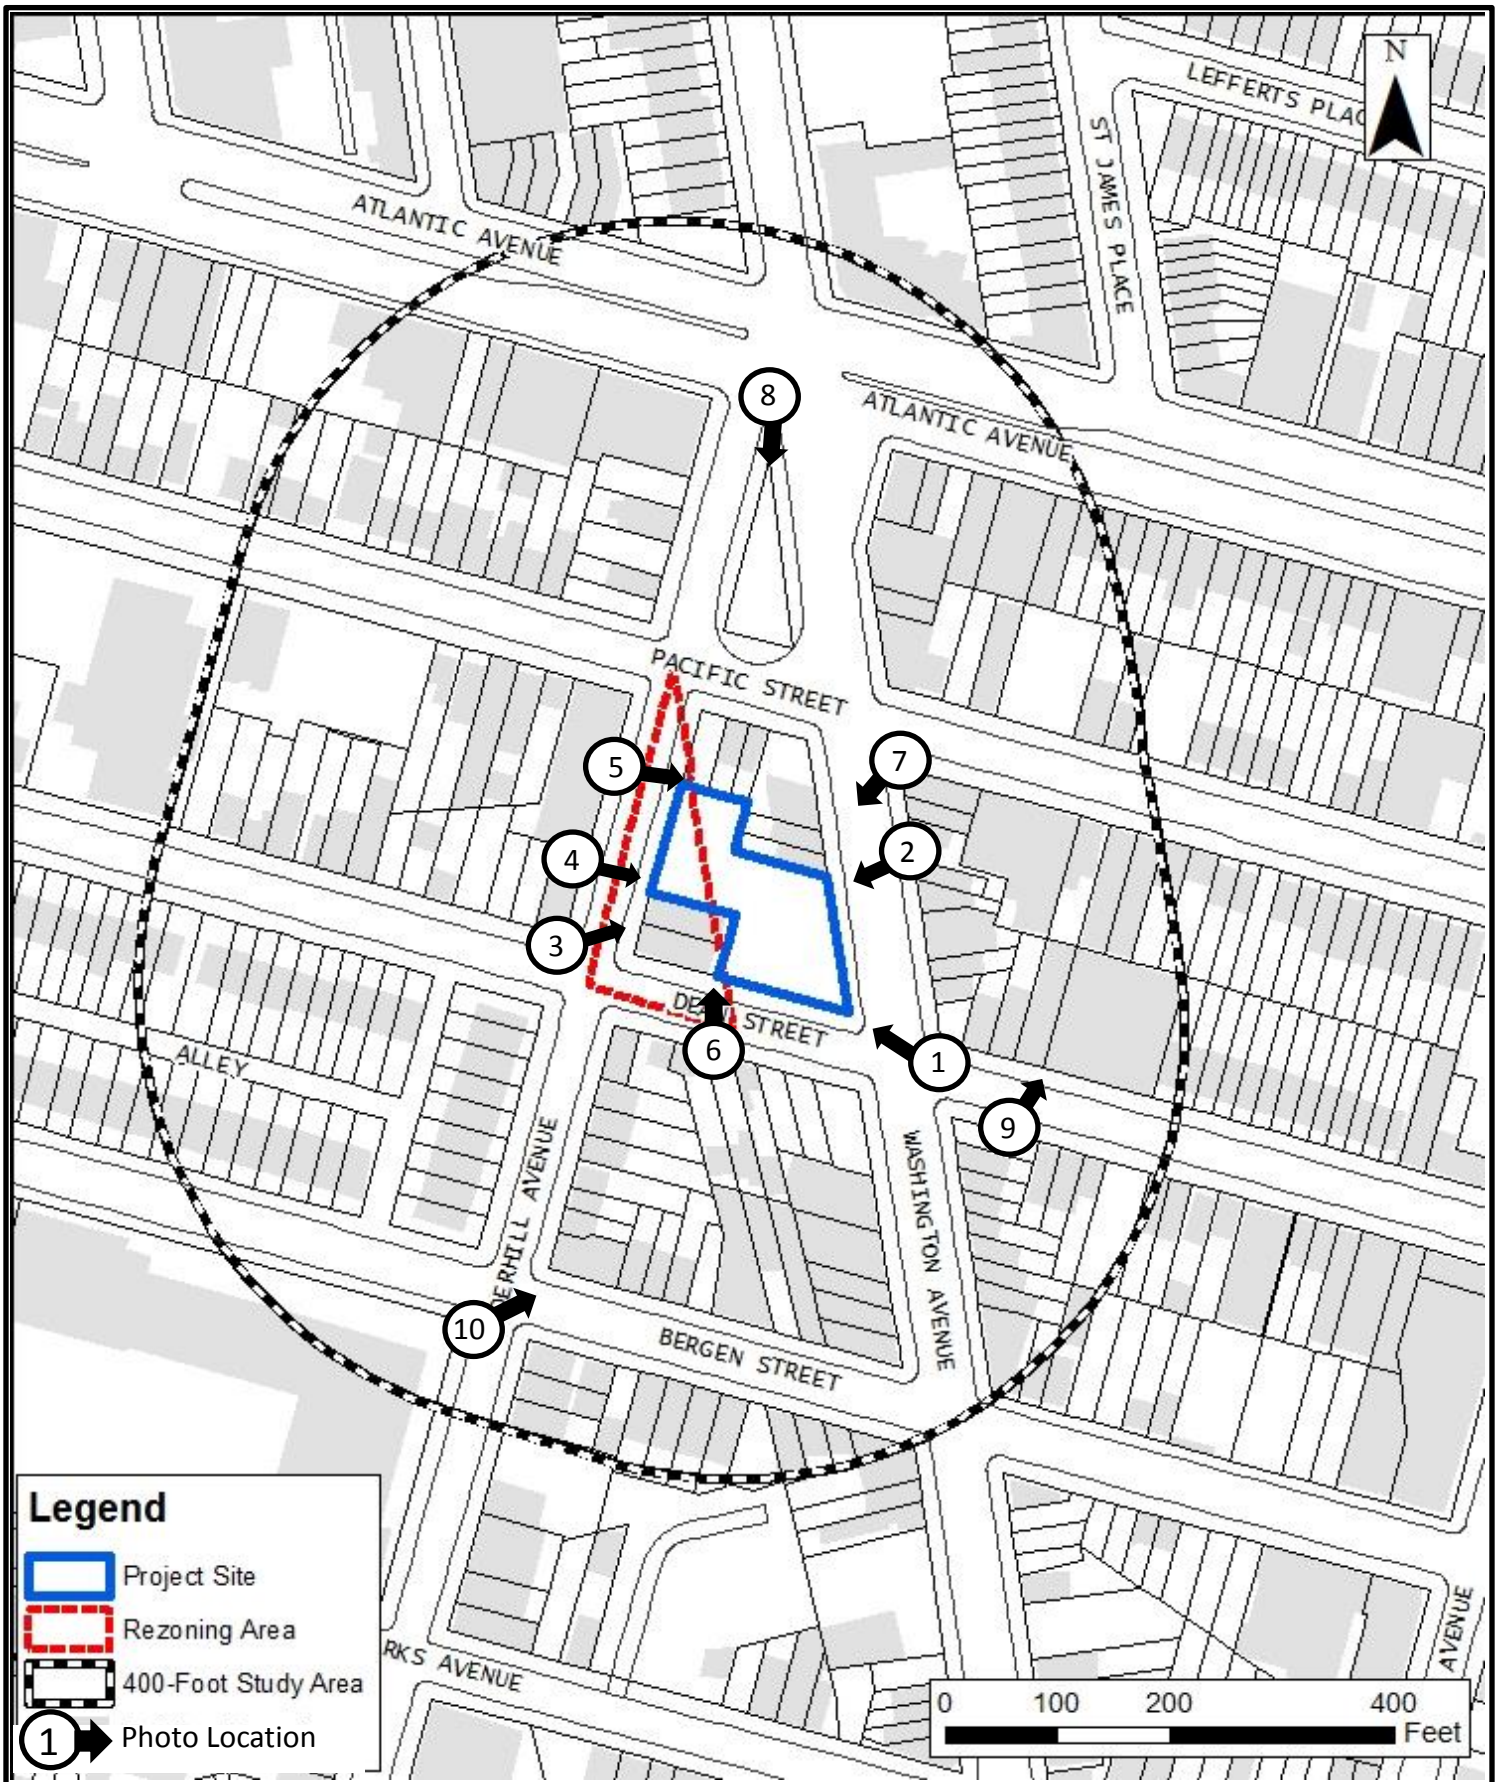 N
LEFFERTS PLAC
ST JAMES PLACE
ATLANTIC AVENUE
8
ATLANTIC AVENUE
PACIFIC STREET
5
7
4
2
3
DEAN STREET
6
1
ALLEY
9
ERHILL AVENUE
WASHINGTON AVENUE
10
BERGEN STREET
RKS AVENUE
AVENUE
Legend
Project Site
Rezoning Area
400-Foot Study Area
1 Photo Location
0 100 200 400
Feet